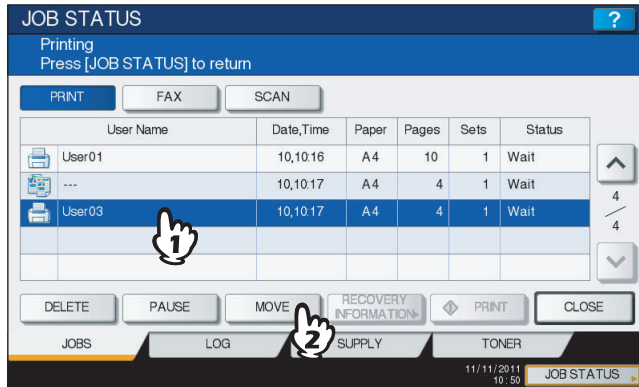 JOB STATUS ?
Printing
Press [JOB STATUS] to return
PRINT FAX SCAN
User Name Date,Time Paper Pages Sets Status
User01 10,10:16 A4 10 1 Wait
--- 10,10:17 A4 4 1 Wait
User03 10,10:17 A4 4 1 Wait
4
4
1
DELETE PAUSE MOVE RECOVERY INFORMATION PRINT CLOSE
2
JOBS LOG SUPPLY TONER
11/11/2011
10:50
JOB STATUS